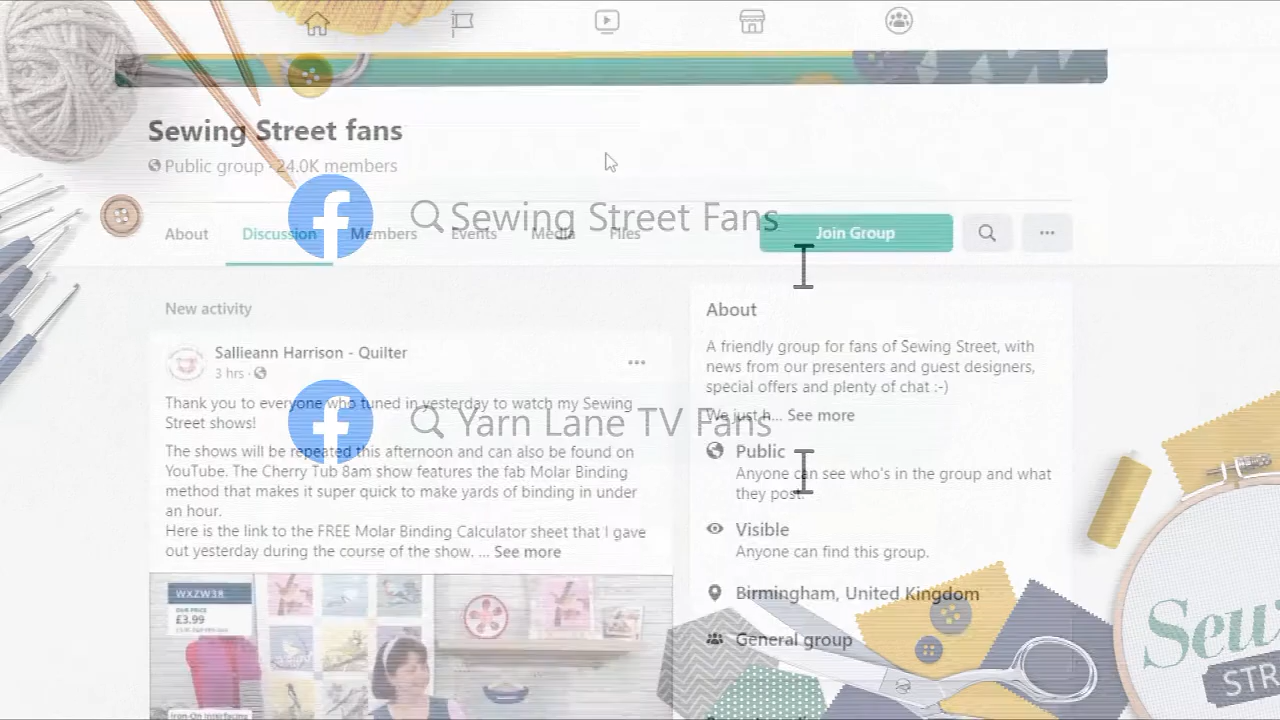 Sewing Street fans
Public group · 24.0K members
Sewing Street Fans
About Discussion Members Events Media Files
Join Group
New activity
Sallieann Harrison - Quilter
3 hrs ·
Thank you to everyone who tuned in yesterday to watch my Sewing
Street shows!
Yarn Lane TV Fans
The shows will be repeated this afternoon and can also be found on
YouTube. The Cherry Tub 8am show features the fab Molar Binding
method that makes it super quick to make yards of binding in under
an hour.
Here is the link to the FREE Molar Binding Calculator sheet that I gave
out yesterday during the course of the show. ... See more
WXZW38
OUR PRICE
£3.99
Iron-On Interfacing
About
A friendly group for fans of Sewing Street, with
news from our presenters and guest designers,
special offers and plenty of chat :-)
We just h... See more
Public
Anyone can see who's in the group and what
they post.
Visible
Anyone can find this group.
Birmingham, United Kingdom
General group
Sew
STR